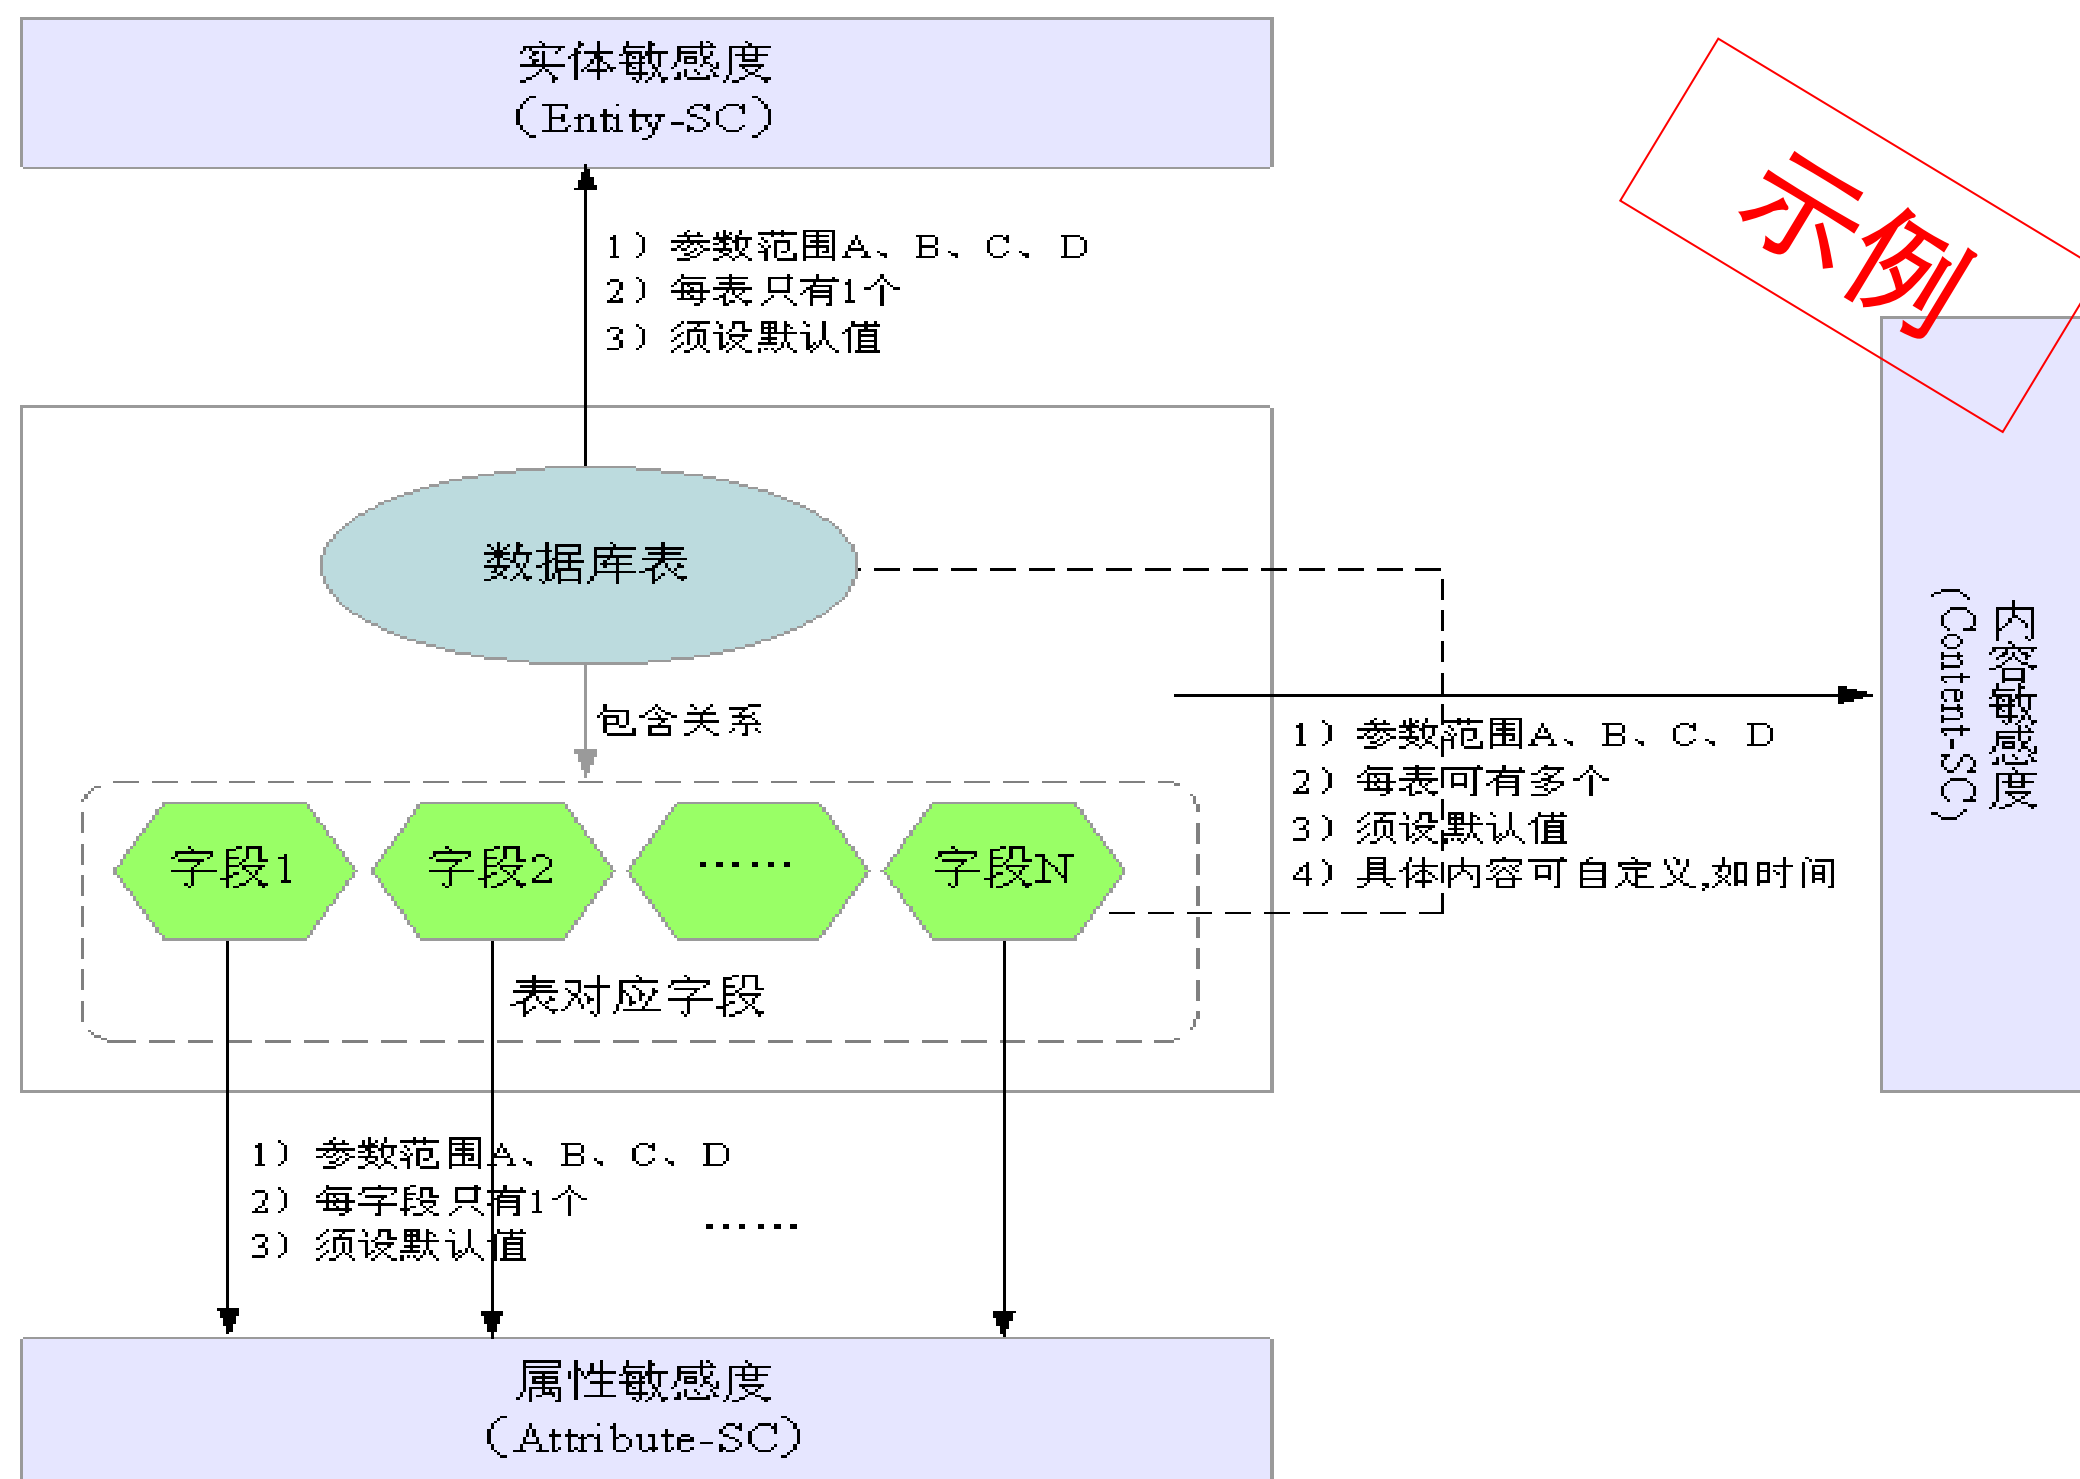 实体敏感度
（Entity-SC）
示例
1）参数范围A、B、C、D
2）每表只有1个
3）须设默认值
数据库表
包含关系
1）参数范围A、B、C、D
2）每表可有多个
3）须设默认值
4）具体内容可自定义,如时间
内容敏感度
(Content-SC)
字段1
字段2
……
字段N
表对应字段
1）参数范围A、B、C、D
2）每字段只有1个
3）须设默认值
……
属性敏感度
（Attribute-SC）